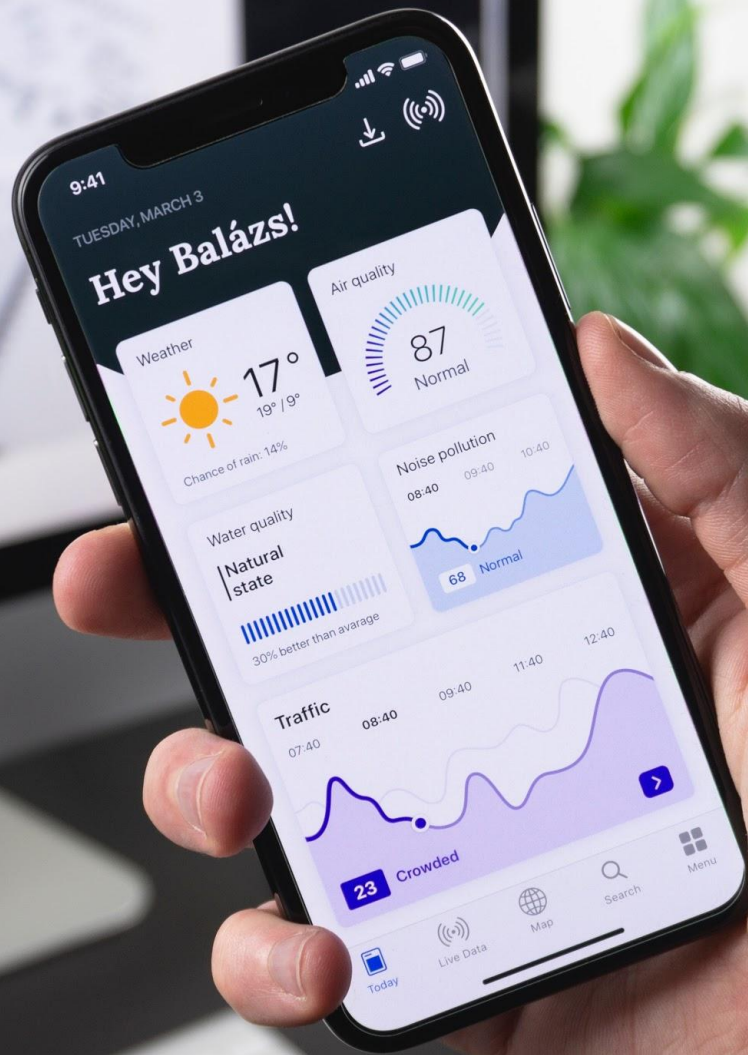 9:41
TUESDAY, MARCH 3
Hey Balázs!
Weather
17°
19° / 9°
Chance of rain: 14%
Air quality
87
Normal
Water quality
Natural
state
30% better than avarage
Noise pollution
08:40 09:40 10:40
68 Normal
Traffic
07:40 08:40 09:40 11:40 12:40
23 Crowded
Today Live Data Map Search Menu